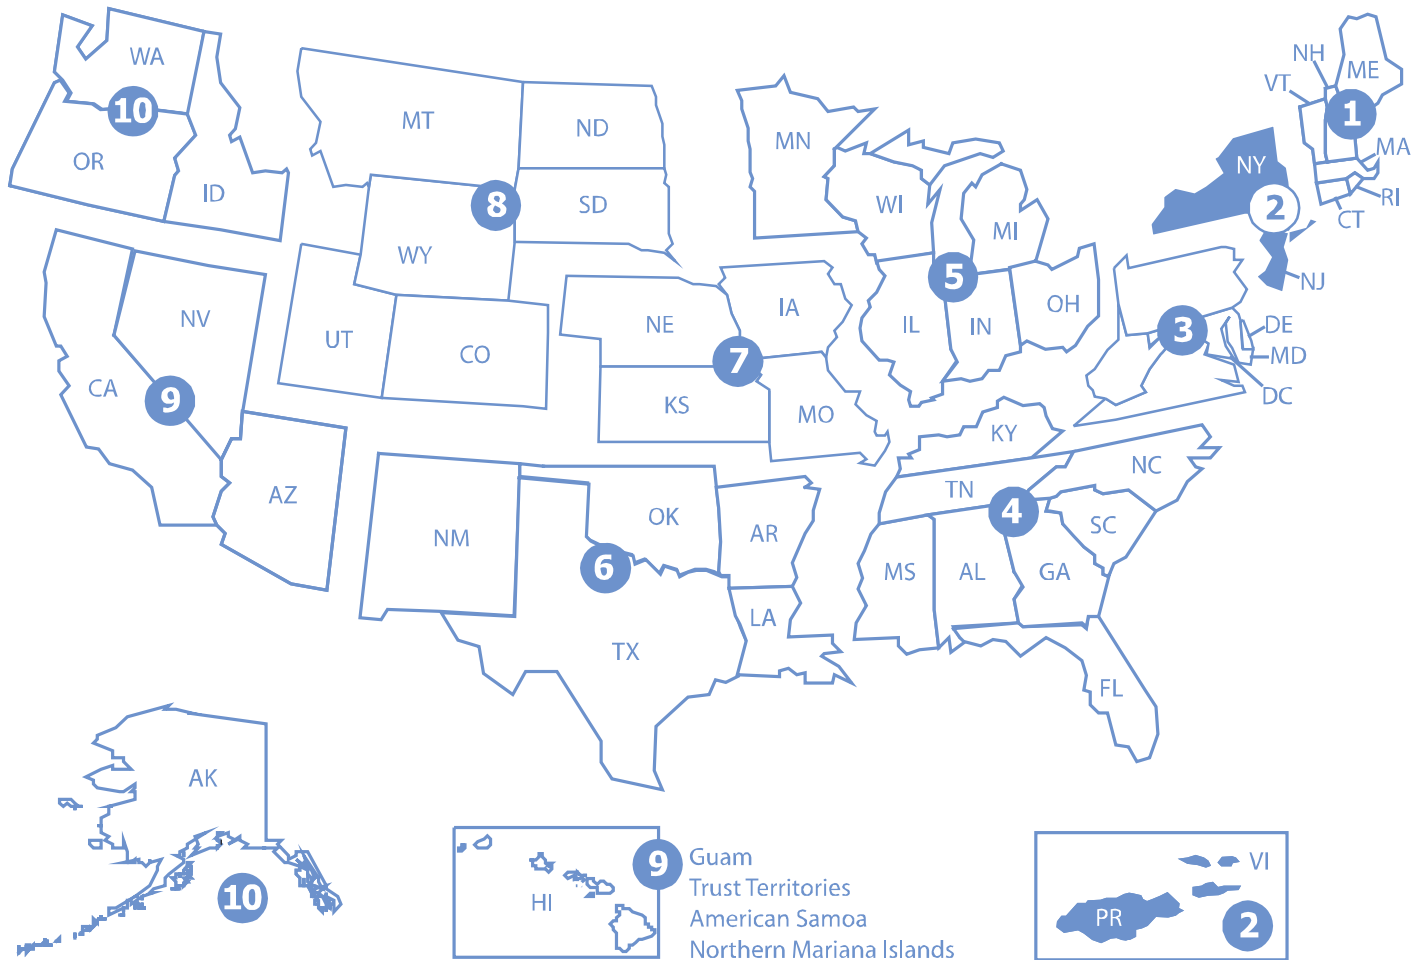 WA
10
OR
ID
MT
ND
8
SD
WY
MN
WI
MI
5
NH
VT
ME
1
MA
RI
CT
NY
2
NJ
NV
CA
9
UT
CO
AZ
NE
IA
7
KS
MO
IL
IN
OH
3
DE
MD
DC
KY
NC
TN
4
SC
NM
OK
6
AR
TX
LA
MS
AL
GA
FL
AK
10
HI
9
Guam
Trust Territories
American Samoa
Northern Mariana Islands
VI
PR
2